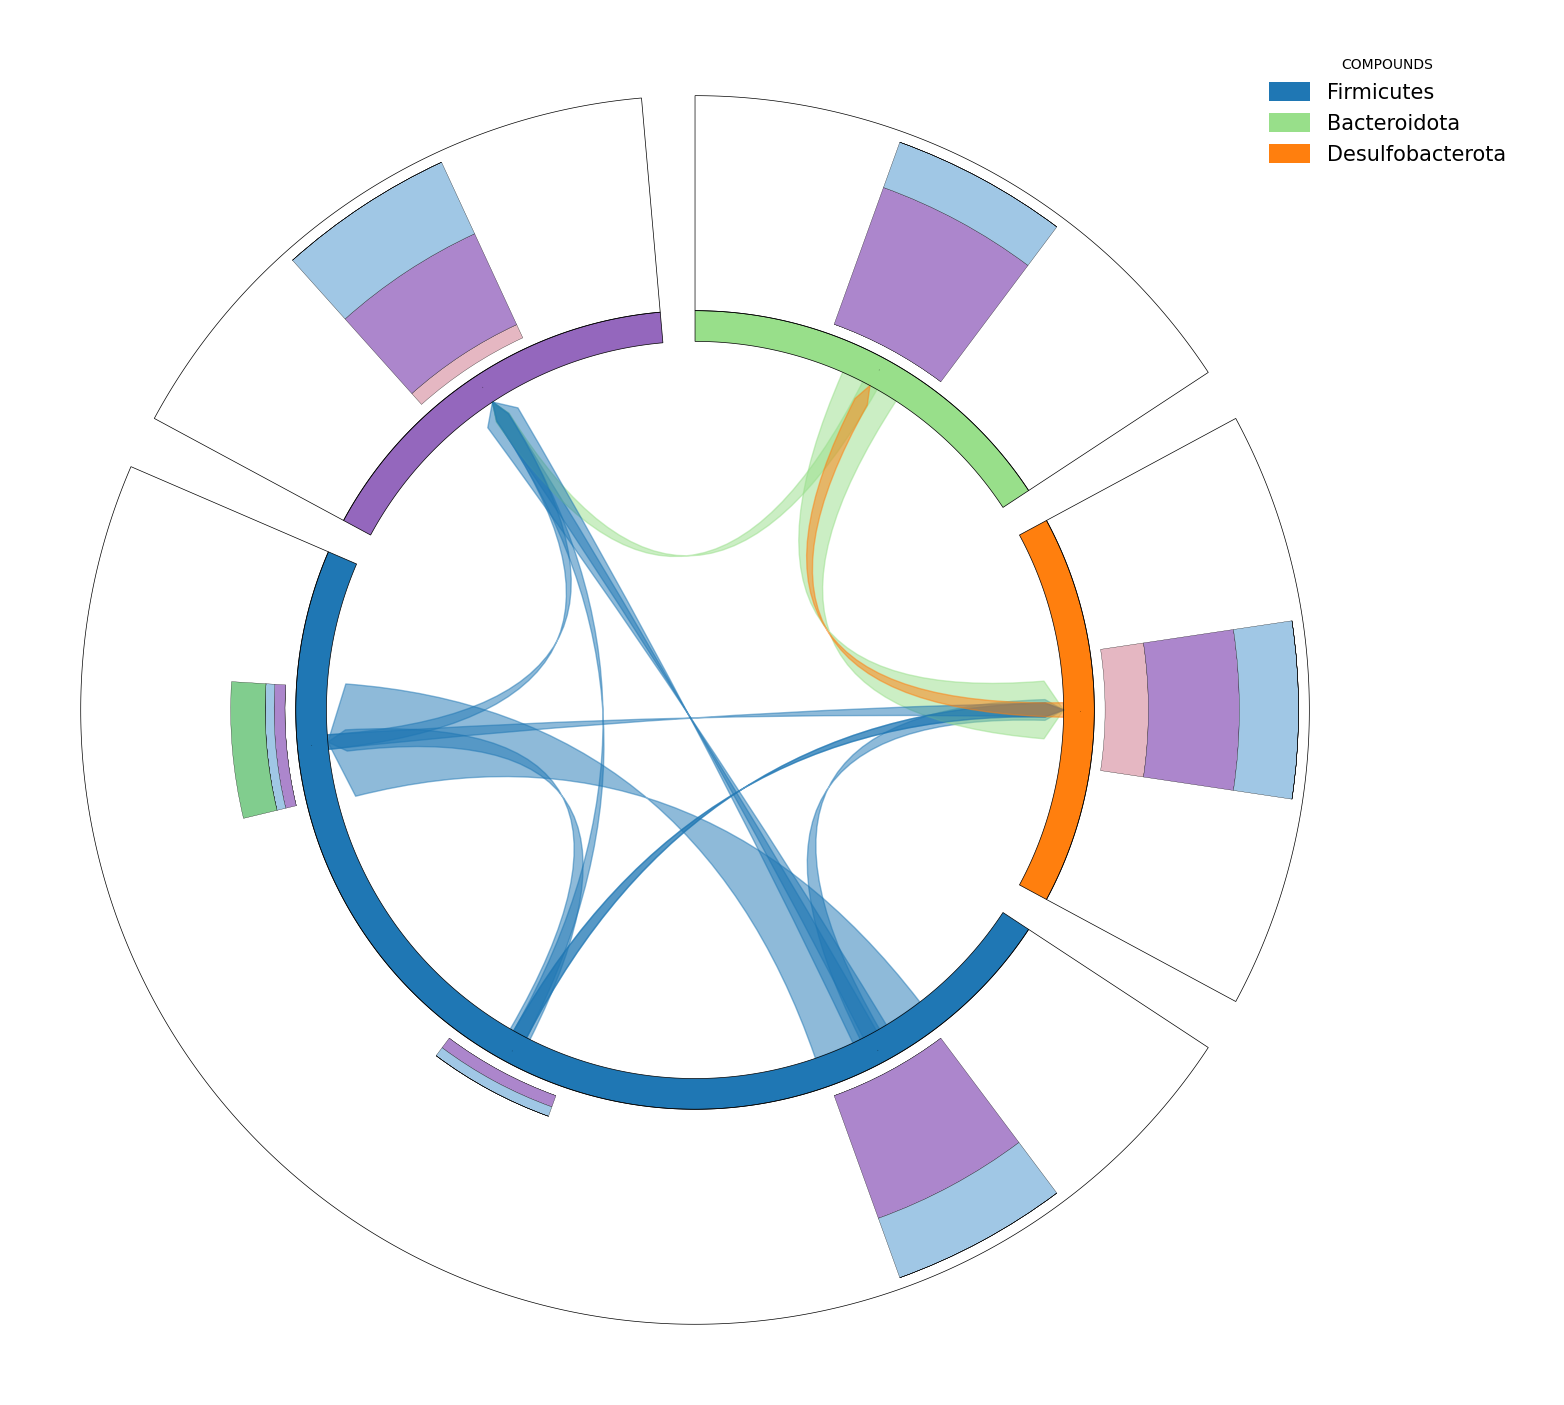 COMPOUNDS
Firmicutes
Bacteroidota
Desulfobacterota